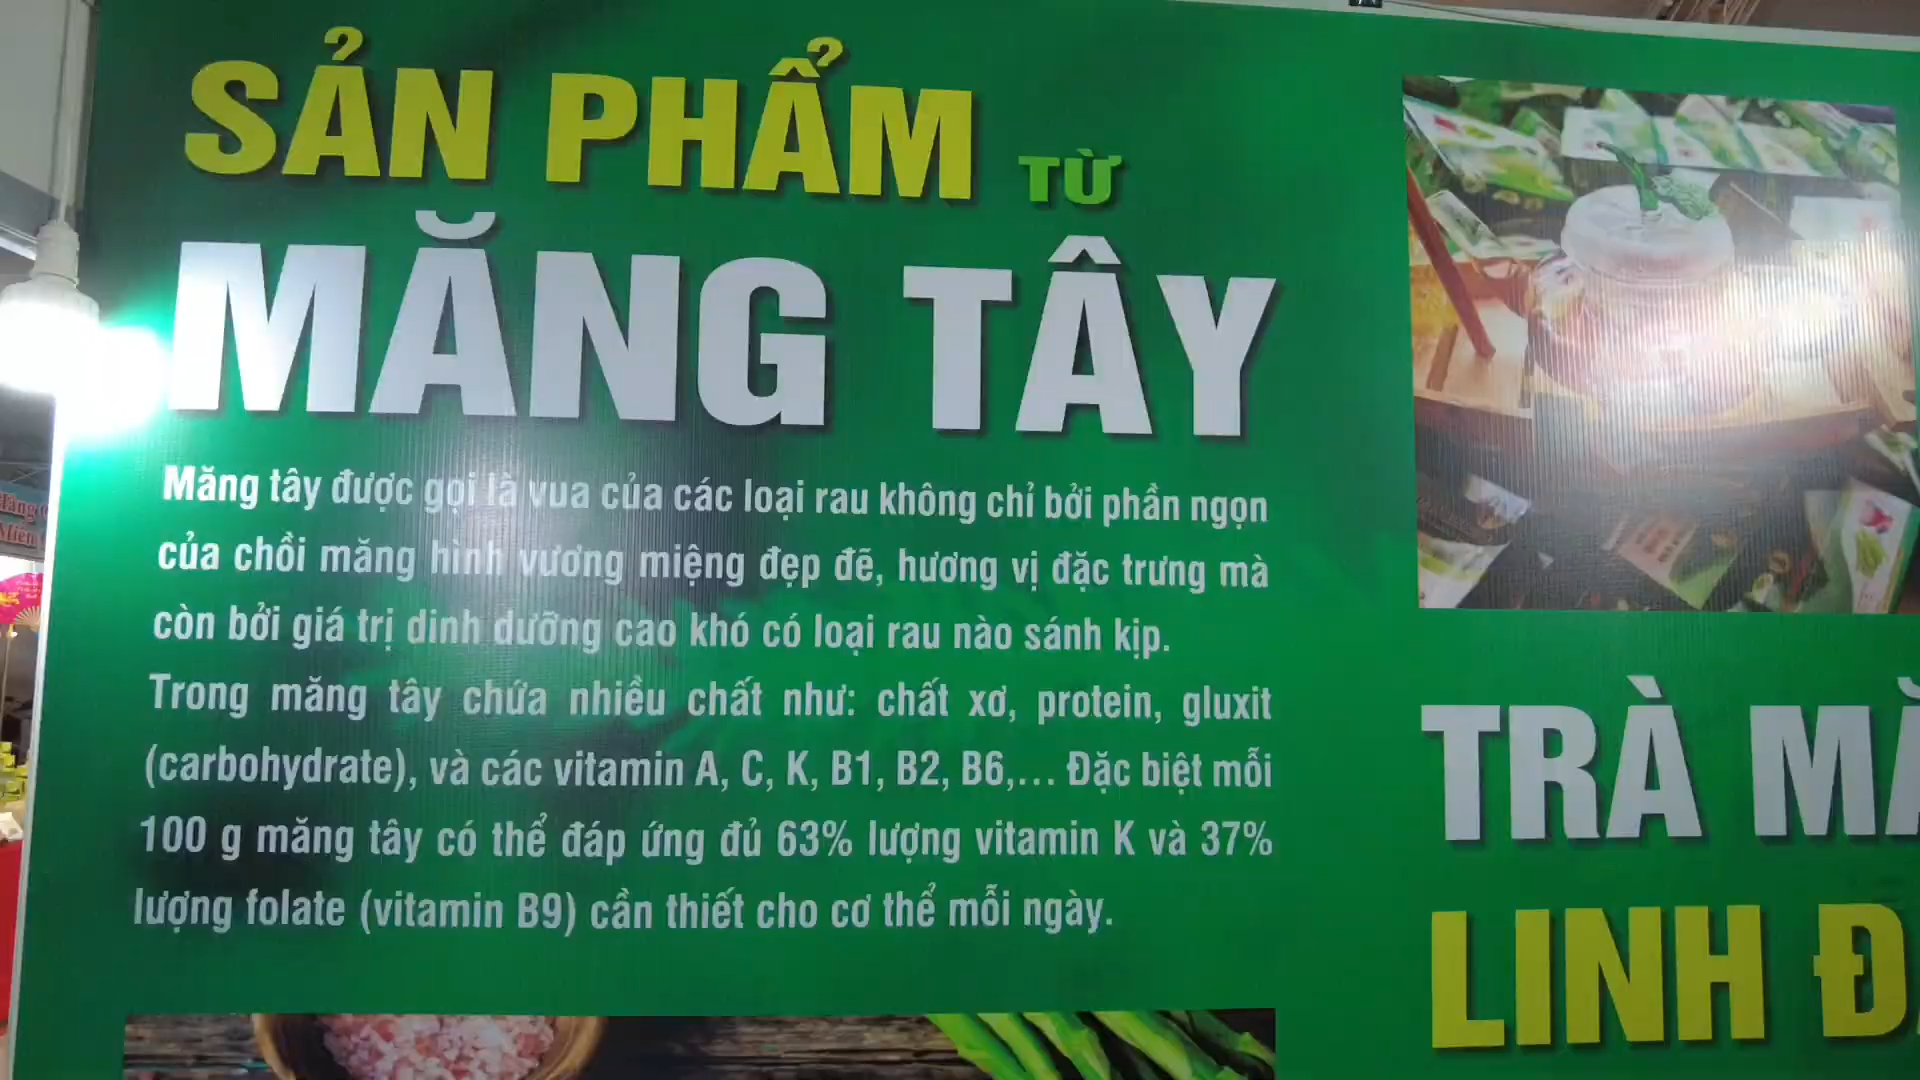 SẢN PHẨM TỪ
MĂNG TÂY
Măng tây được gọi là vua của các loại rau không chỉ bởi phần ngọn
của chồi măng hình vương miệng đẹp đẽ, hương vị đặc trưng mà
còn bởi giá trị dinh dưỡng cao khó có loại rau nào sánh kịp.
Trong măng tây chứa nhiều chất như: chất xơ, protein, gluxit
(carbohydrate), và các vitamin A, C, K, B1, B2, B6,... Đặc biệt mỗi
100 g măng tây có thể đáp ứng đủ 63% lượng vitamin K và 37%
lượng folate (vitamin B9) cần thiết cho cơ thể mỗi ngày.
TRÀ
LINH